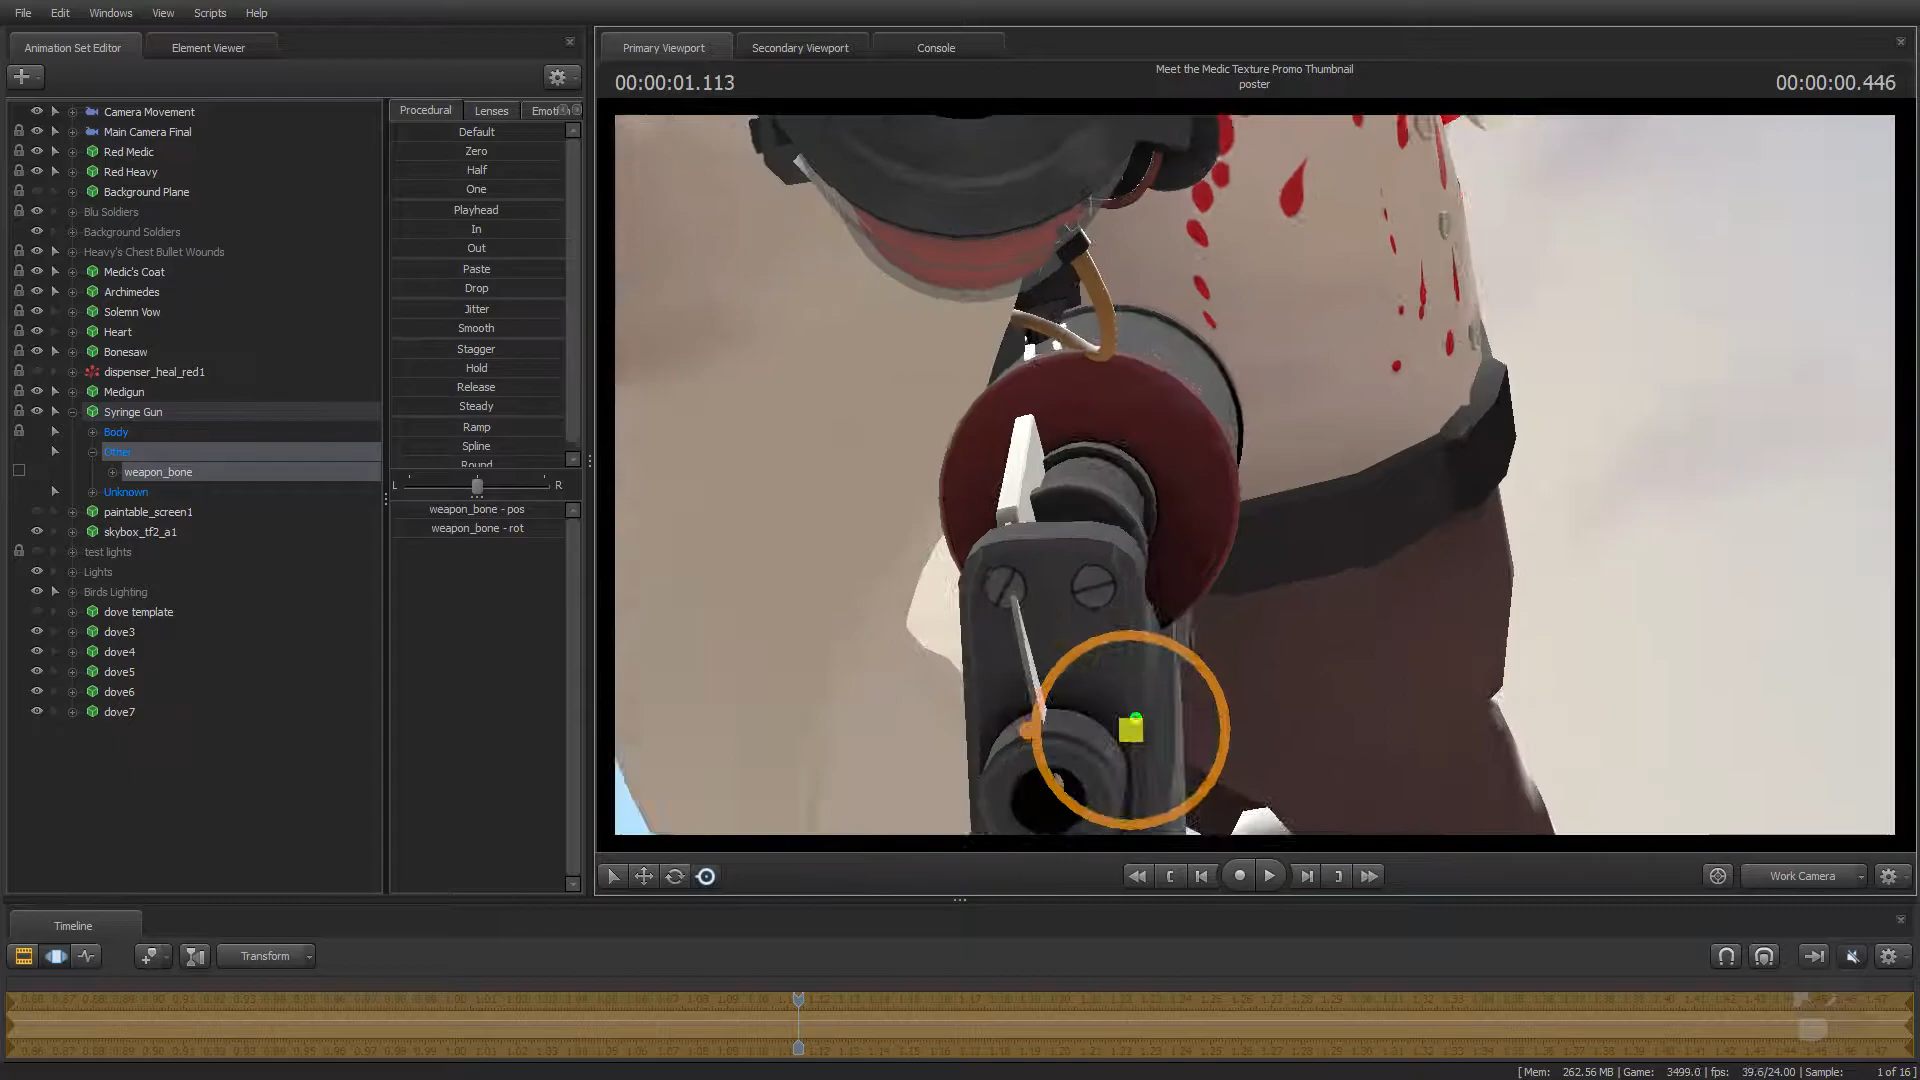 File Edit Windows View Scripts Help
Animation Set Editor
Element Viewer
Camera Movement
Main Camera Final
Red Medic
Red Heavy
Background Plane
Blu Soldiers
Background Soldiers
Heavy's Chest Bullet Wounds
Medic's Coat
Archimedes
Solemn Vow
Heart
Bonesaw
dispenser_heal_red1
Medigun
Syringe Gun
Body
Other
weapon_bone
Unknown
paintable_screen1
skybox_tf2_a1
test lights
Lights
Birds Lighting
dove template
dove3
dove4
dove5
dove6
dove7
Procedural Lenses
Default
Zero
Half
One
Playhead
In
Out
Paste
Drop
Jitter
Smooth
Stagger
Hold
Release
Steady
Ramp
Spline
Round
L R
weapon_bone - pos
weapon_bone - rot
Primary Viewport
Secondary Viewport
Console
00:00:01.113
Meet the Medic Texture Promo Thumbnail
poster
00:00:00.446
Work Camera
Timeline
Transform
[ Mem: 262.56 MB | Game: 3499.0 | fps: 39.6/24.00 | Sample: 1 of 16 ]